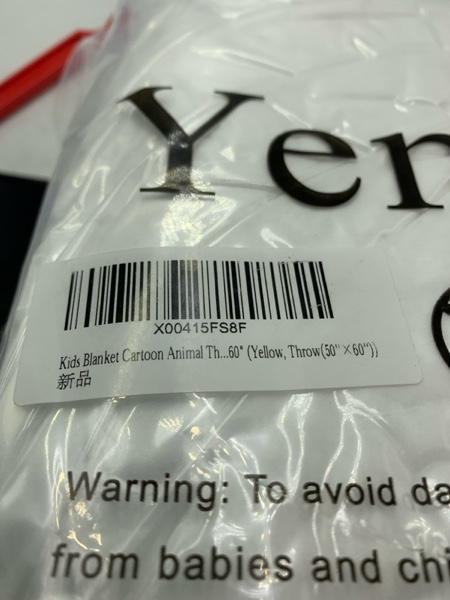 Yen
X00415FS8F
Kids Blanket Cartoon Animal Th...60" (Yellow, Throw(50''×60''))
新品
Warning: To avoid da
from babies and chi